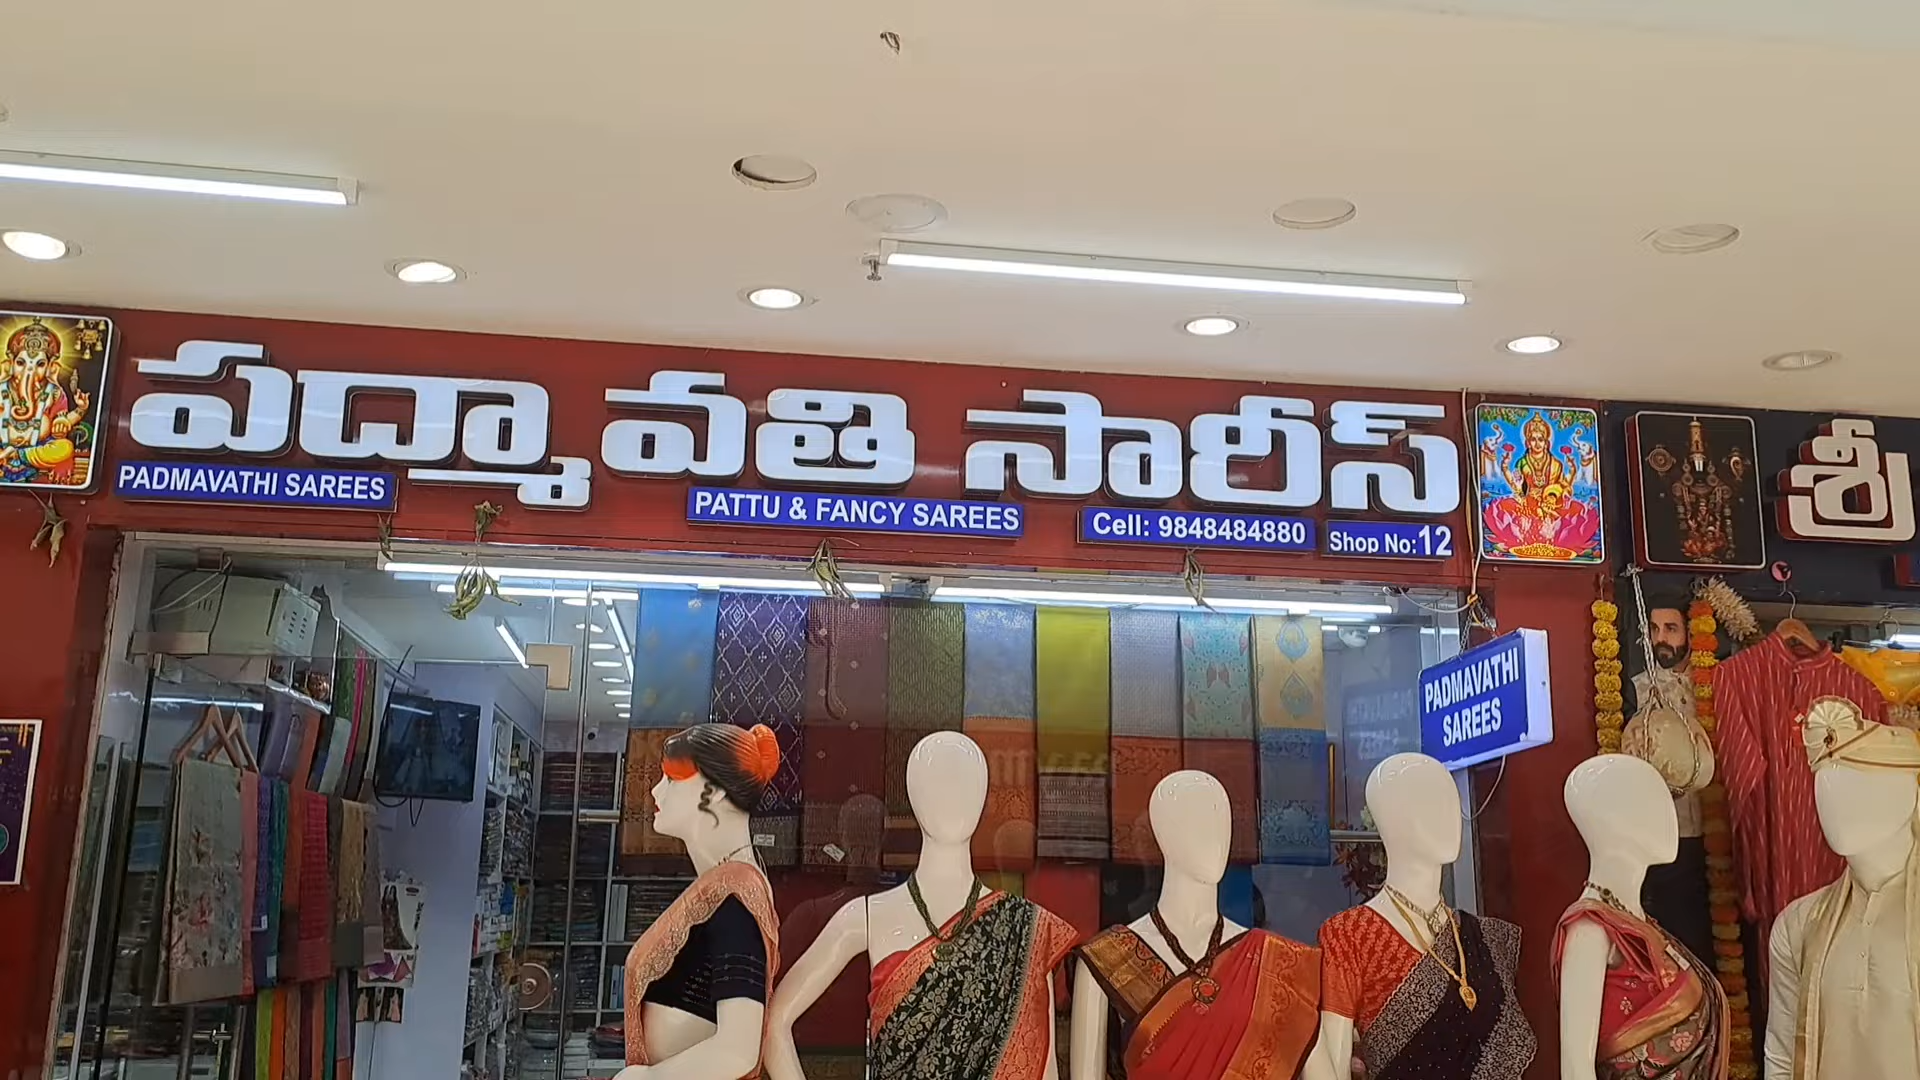 పద్మావతి సారీస్
PADMAVATHI SAREES
PATTU & FANCY SAREES
Cell: 9848484880
Shop No:12
PADMAVATHI
SAREES
శ్రీ